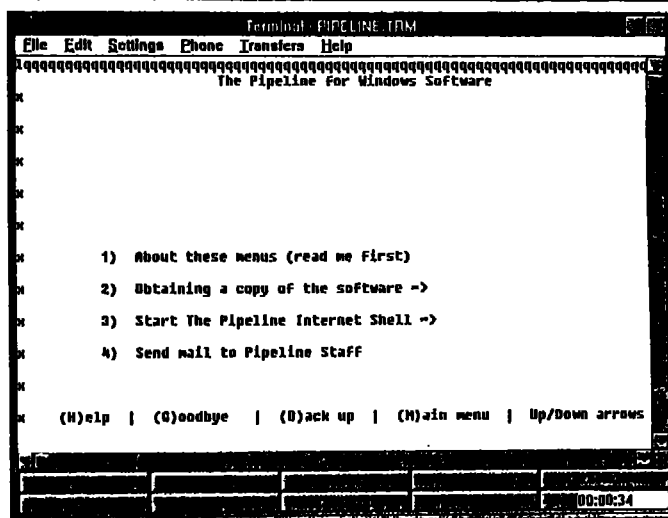 Terminal - PIPELINE.TRM
File Edit Settings Phone Transfers Help
lqqqqqqqqqqqqqqqqqqqqqqqqqqqqqqqqqqqqqqqqqqqqqqqqqqqqqqqqqqqqqqqqqqqqqqqqqqqqqq
The Pipeline for Windows Software
x
x
x
x
x
x 1) About these menus (read me first)
x 2) Obtaining a copy of the software ->
x 3) Start The Pipeline Internet Shell ->
x 4) Send mail to Pipeline Staff
x
x (H)elp | (G)oodbye | (B)ack up | (M)ain menu | Up/Down arrows
00:00:34